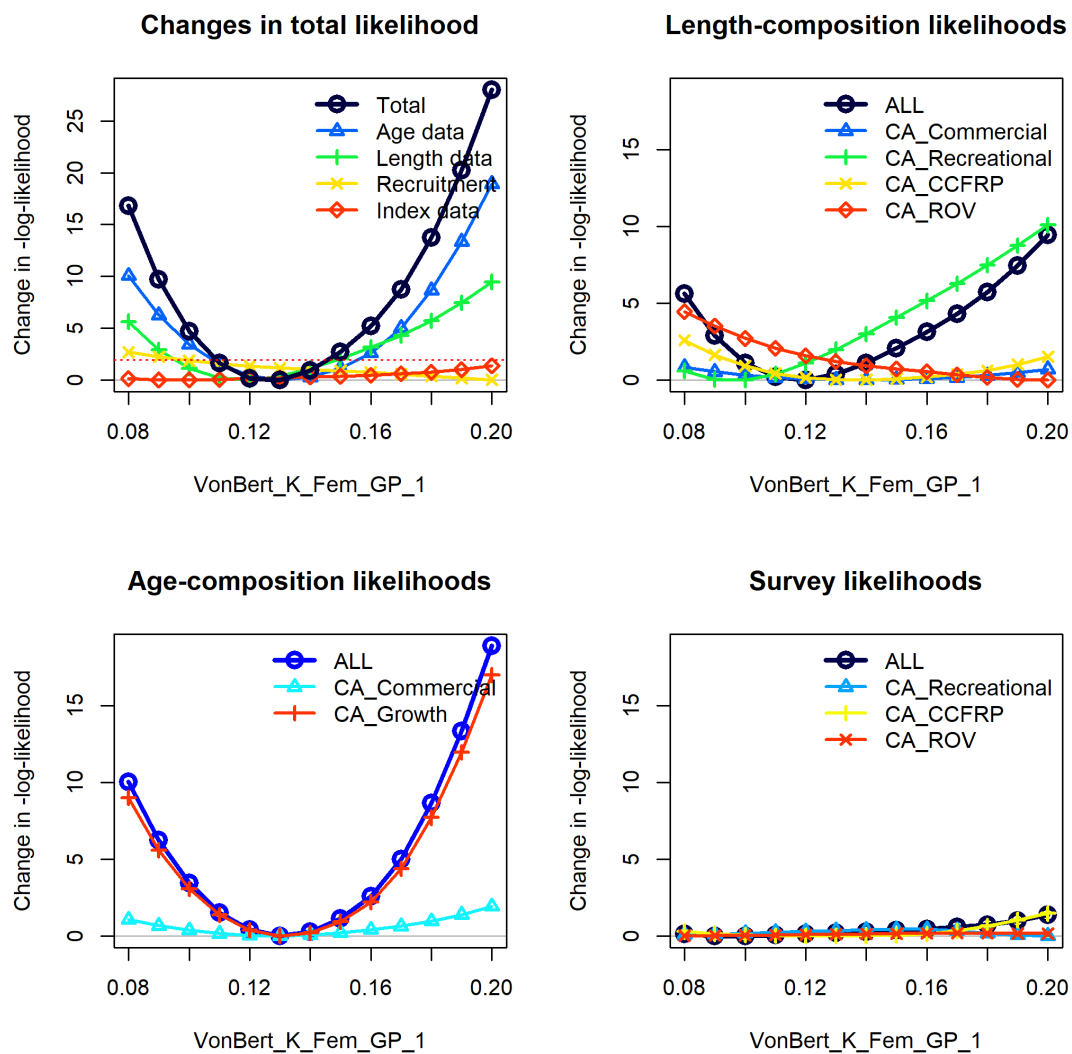 Changes in total likelihood
Change in -log-likelihood
25
20
15
10
5
0
Total
Age data
Length data
Recruitment
Index data
0.08
0.12
0.16
0.20
VonBert_K_Fem_GP_1
Length-composition likelihoods
Change in -log-likelihood
15
10
5
0
ALL
CA_Commercial
CA_Recreational
CA_CCFRP
CA_ROV
0.08
0.12
0.16
0.20
VonBert_K_Fem_GP_1
Age-composition likelihoods
Change in -log-likelihood
15
10
5
0
ALL
CA_Commercial
CA_Growth
0.08
0.12
0.16
0.20
VonBert_K_Fem_GP_1
Survey likelihoods
Change in -log-likelihood
15
10
5
0
ALL
CA_Recreational
CA_CCFRP
CA_ROV
0.08
0.12
0.16
0.20
VonBert_K_Fem_GP_1